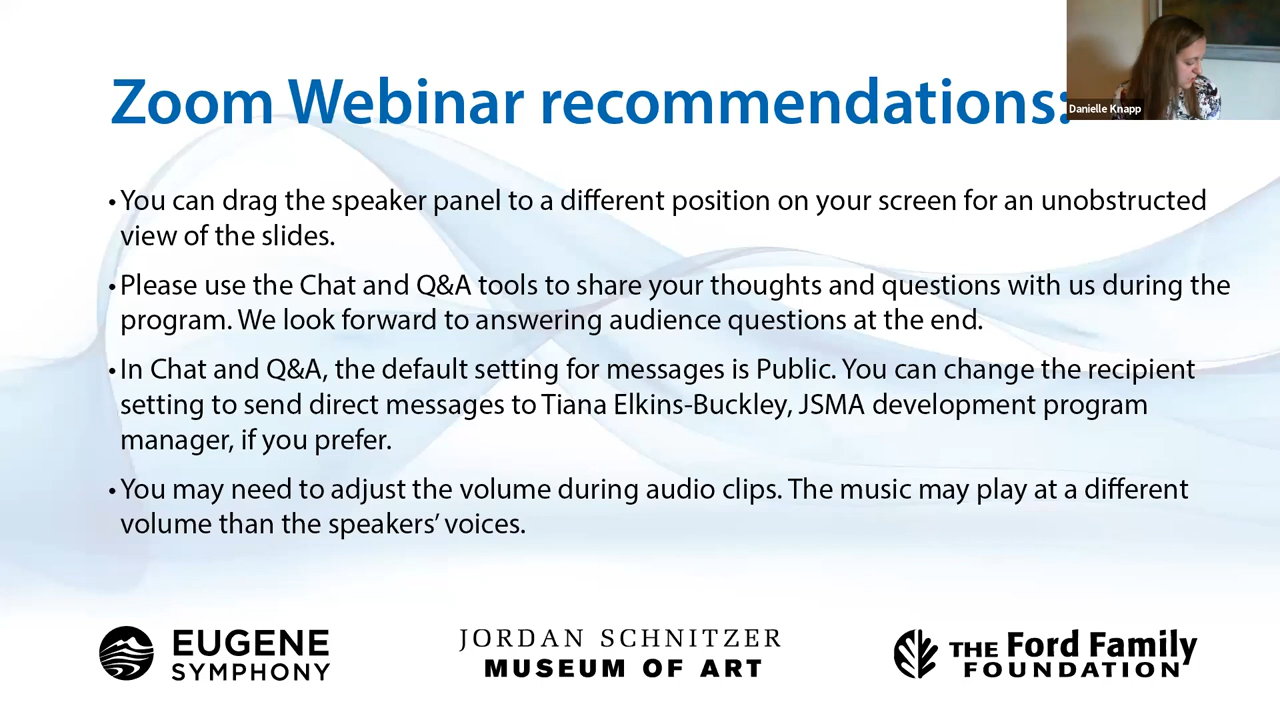 Zoom Webinar recommendations:
Danielle Knapp
• You can drag the speaker panel to a different position on your screen for an unobstructed
view of the slides.
• Please use the Chat and Q&A tools to share your thoughts and questions with us during the
program. We look forward to answering audience questions at the end.
• In Chat and Q&A, the default setting for messages is Public. You can change the recipient
setting to send direct messages to Tiana Elkins-Buckley, JSMA development program
manager, if you prefer.
• You may need to adjust the volume during audio clips. The music may play at a different
volume than the speakers’ voices.
EUGENE
SYMPHONY
JORDAN SCHNITZER
MUSEUM OF ART
THE Ford Family
FOUNDATION